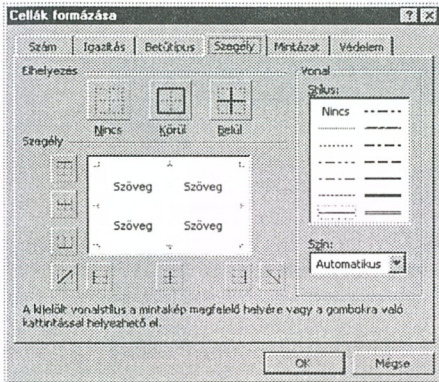 Cellák formázása
Szám Igazítás Betűtípus Szegély Mintázat Védelem
Elhelyezés
Nincs Körül Belül
Szegély
Szöveg Szöveg
Szöveg Szöveg
Vonal
Stílus:
Nincs
Szín:
Automatikus
A kijelölt vonalstílus a mintakép megfelelő helyére vagy a gombokra való
kattintással helyezhető el.
OK Mégse